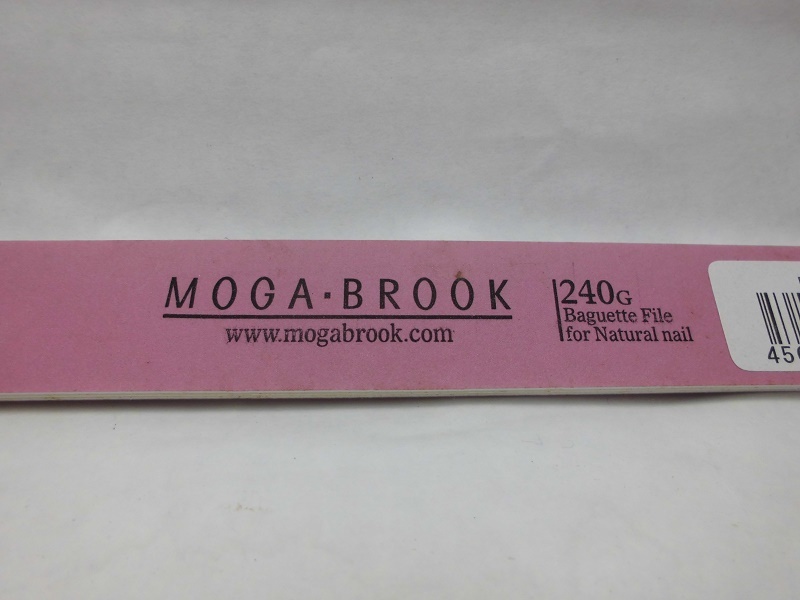 MOGA·BROOK
www.mogabrook.com
240G
Baguette File
for Natural nail